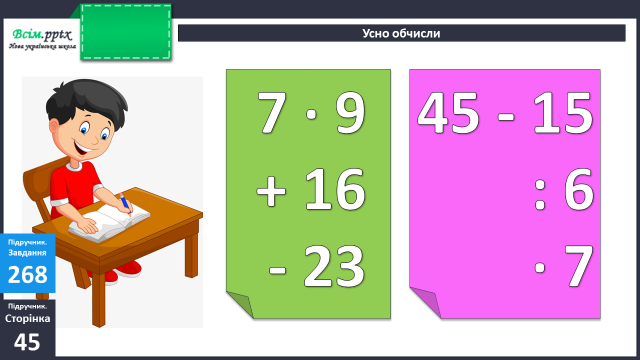 Всім.pptx
Нова українська школа
Усно обчисли
7 · 9
+ 16
- 23
45 - 15
: 6
· 7
Підручник.
Завдання
268
Підручник.
Сторінка
45